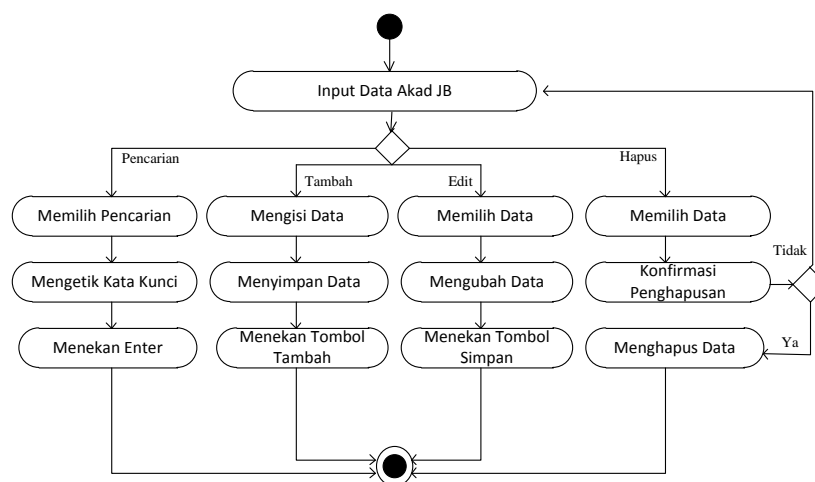 Input Data Akad JB
Pencarian
Tambah
Edit
Hapus
Memilih Pencarian
Mengisi Data
Memilih Data
Memilih Data
Tidak
Mengetik Kata Kunci
Menyimpan Data
Mengubah Data
Konfirmasi
Penghapusan
Menekan Enter
Menekan Tombol
Tambah
Menekan Tombol
Simpan
Menghapus Data
Ya